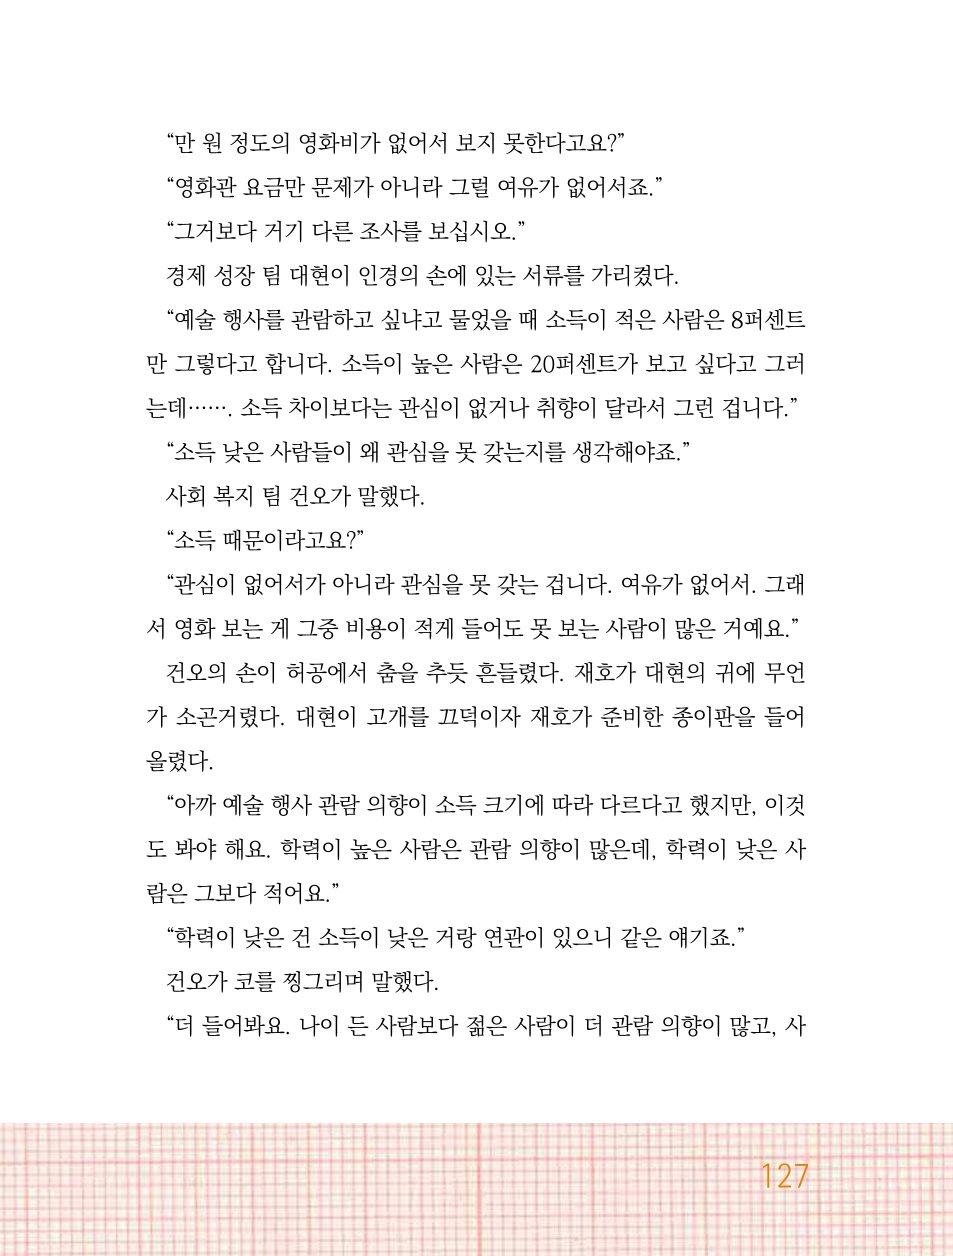 “만 원 정도의 영화비가 없어서 보지 못한다고요?”
“영화관 요금만 문제가 아니라 그럴 여유가 없어서죠.”
“그거보다 거기 다른 조사를 보십시오.”
경제 성장 팀 대현이 인경의 손에 있는 서류를 가리켰다.
“예술 행사를 관람하고 싶냐고 물었을 때 소득이 적은 사람은 8퍼센트
만 그렇다고 합니다. 소득이 높은 사람은 20퍼센트가 보고 싶다고 그러
는데……. 소득 차이보다는 관심이 없거나 취향이 달라서 그런 겁니다.”
“소득 낮은 사람들이 왜 관심을 못 갖는지를 생각해야죠.”
사회 복지 팀 건오가 말했다.
“소득 때문이라고요?”
“관심이 없어서가 아니라 관심을 못 갖는 겁니다. 여유가 없어서. 그래
서 영화 보는 게 그중 비용이 적게 들어도 못 보는 사람이 많은 거예요.”
건오의 손이 허공에서 춤을 추듯 흔들렸다. 재호가 대현의 귀에 무언
가 소곤거렸다. 대현이 고개를 끄덕이자 재호가 준비한 종이판을 들어
올렸다.
“아까 예술 행사 관람 의향이 소득 크기에 따라 다르다고 했지만, 이것
도 봐야 해요. 학력이 높은 사람은 관람 의향이 많은데, 학력이 낮은 사
람은 그보다 적어요.”
“학력이 낮은 건 소득이 낮은 거랑 연관이 있으니 같은 얘기죠.”
건오가 코를 찡그리며 말했다.
“더 들어봐요. 나이 든 사람보다 젊은 사람이 더 관람 의향이 많고, 사
127